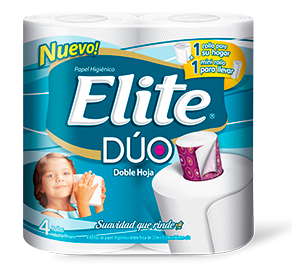 Nuevo!
1 rollo para
su hogar
+
1 mini rollo
para llevar
Papel Higiénico
Elite®
DÚO
Doble Hoja
Suavidad que rinde
4